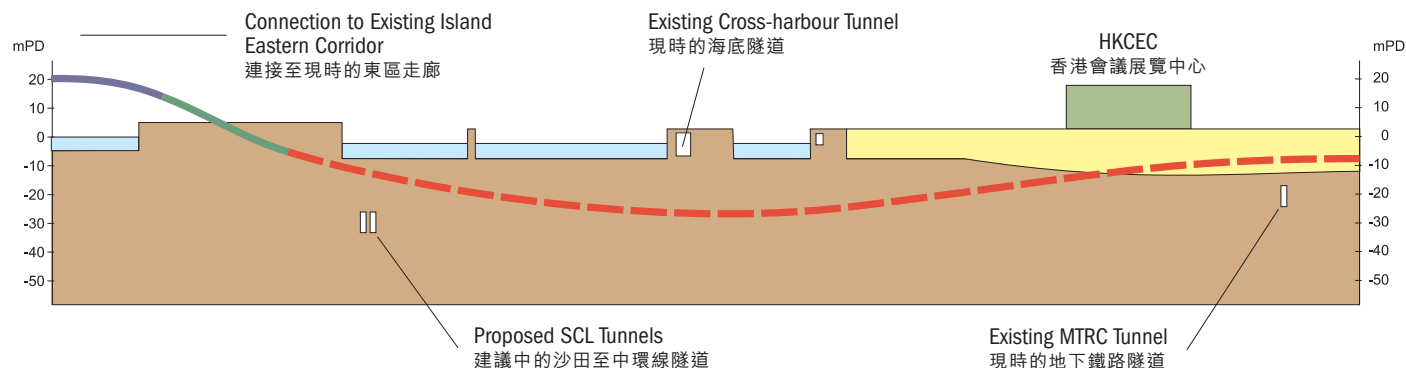 Connection to Existing Island
Eastern Corridor
連接至現時的東區走廊
Existing Cross-harbour Tunnel
現時的海底隧道
HKCEC
香港會議展覽中心
mPD
20
10
0
-10
-20
-30
-40
-50
mPD
20
10
0
-10
-20
-30
-40
-50
Proposed SCL Tunnels
建議中的沙田至中環線隧道
Existing MTRC Tunnel
現時的地下鐵路隧道